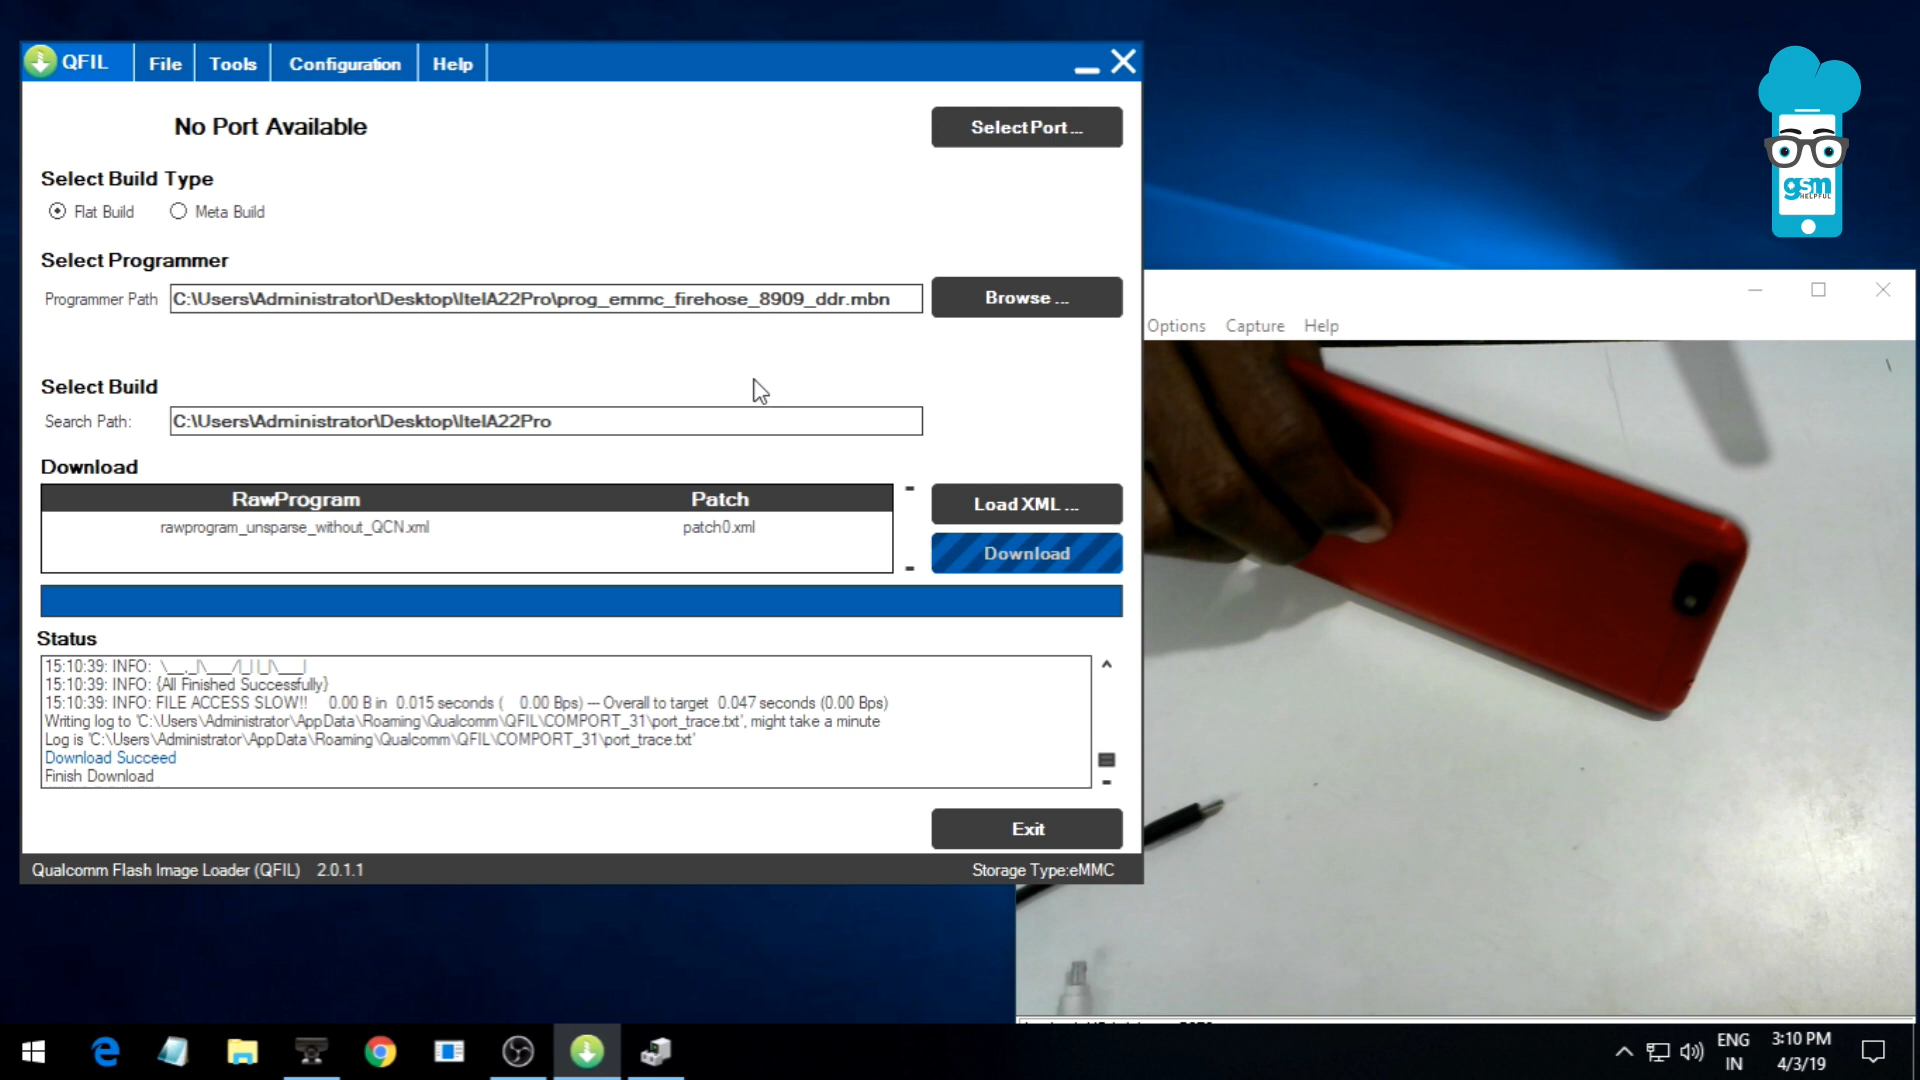 QFIL File Tools Configuration Help
No Port Available
Select Port ...
Select Build Type
Flat Build Meta Build
Select Programmer
Programmer Path C:\Users\Administrator\Desktop\ItelA22Pro\prog_emmc_firehose_8909_ddr.mbn Browse ...
Select Build
Search Path: C:\Users\Administrator\Desktop\ItelA22Pro
Download
RawProgram Patch
rawprogram_unsparse_without_QCN.xml patch0.xml
Load XML ...
Download
Status
15:10:39: INFO: \__,_|\___/|_| |_|\___|
15:10:39: INFO: {All Finished Successfully}
15:10:39: INFO: FILE ACCESS SLOW!! 0.00 B in 0.015 seconds ( 0.00 Bps) --- Overall to target 0.047 seconds (0.00 Bps)
Writing log to 'C:\Users\Administrator\AppData\Roaming\Qualcomm\QFIL\COMPORT_31\port_trace.txt', might take a minute
Log is 'C:\Users\Administrator\AppData\Roaming\Qualcomm\QFIL\COMPORT_31\port_trace.txt'
Download Succeed
Finish Download
Exit
Qualcomm Flash Image Loader (QFIL) 2.0.1.1 Storage Type:eMMC
gsm
HELPFUL
Options Capture Help
ENG
IN
3:10 PM
4/3/19